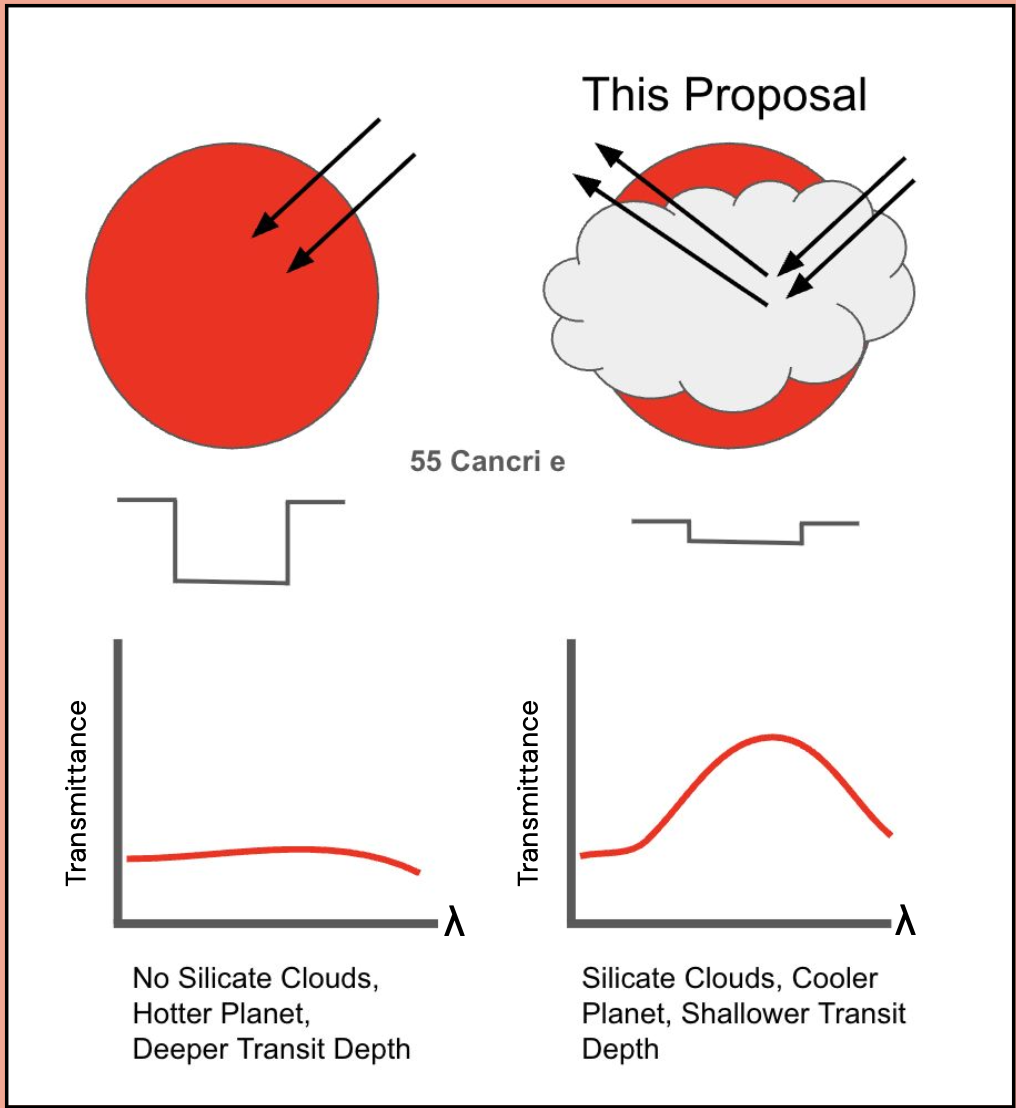 This Proposal
55 Cancri e
Transmittance
λ
Transmittance
λ
No Silicate Clouds,
Hotter Planet,
Deeper Transit Depth
Silicate Clouds, Cooler
Planet, Shallower Transit
Depth